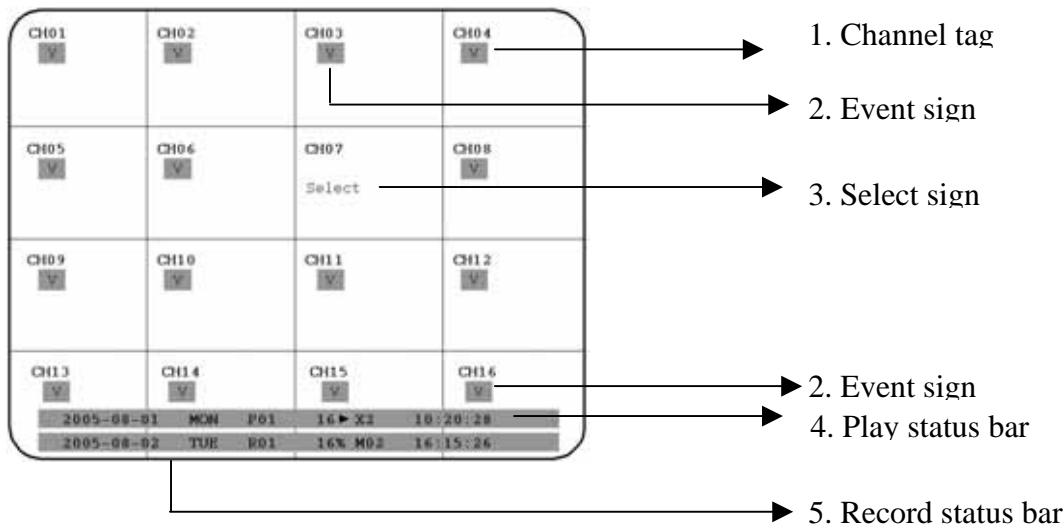 CH01 CH02 CH03 CH04
V V V V
1. Channel tag
2. Event sign
CH05 CH06 CH07 CH08
V V Select V
3. Select sign
CH09 CH10 CH11 CH12
V V V V
CH13 CH14 CH15 CH16
V V V V
2. Event sign
2005-08-01 MON P01 16►X2 10:20:28
4. Play status bar
2005-08-02 TUE R01 16% M02 16:15:26
5. Record status bar